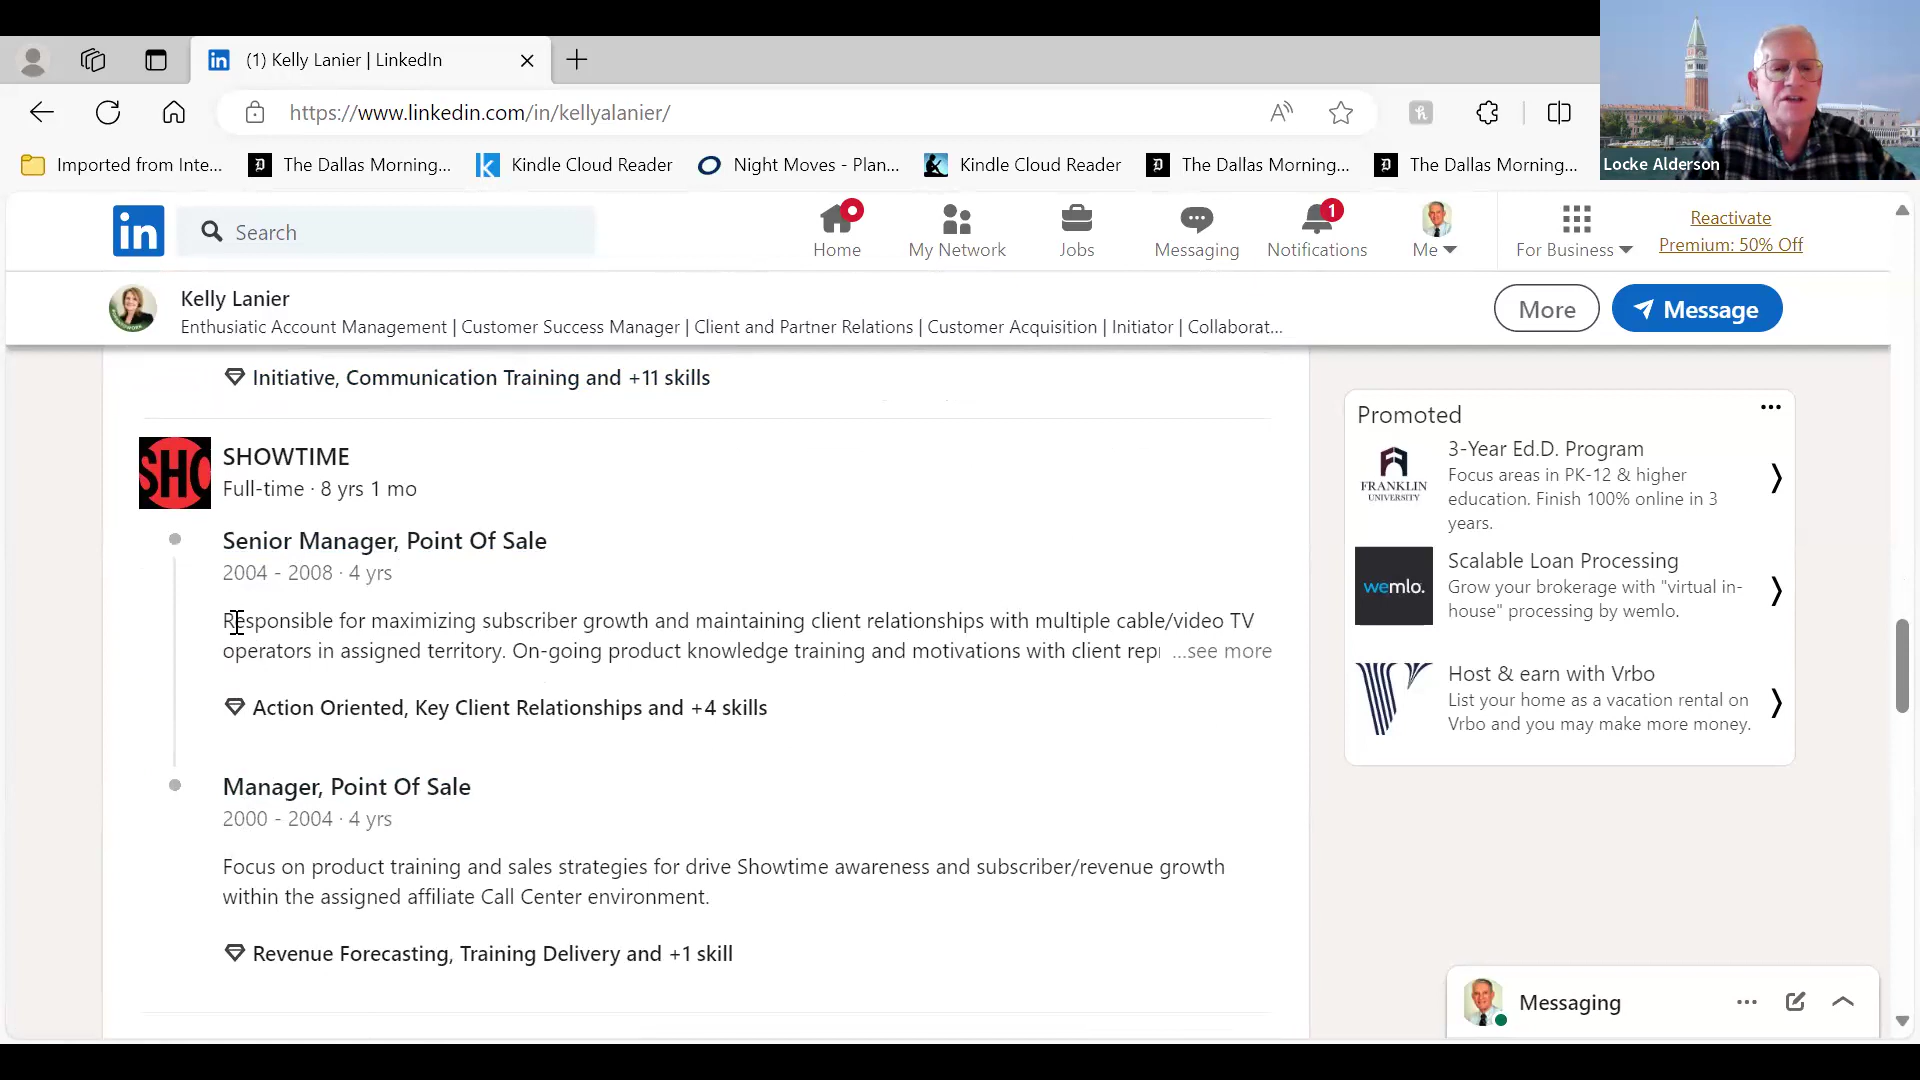 (1) Kelly Lanier | LinkedIn
https://www.linkedin.com/in/kellyalanier/
Imported from Inte...
The Dallas Morning...
Kindle Cloud Reader
Night Moves - Plan...
Kindle Cloud Reader
The Dallas Morning...
The Dallas Morning...
Locke Alderson
in
Search
Home
My Network
Jobs
Messaging
1
Notifications
Me
For Business
Reactivate
Premium: 50% Off
Kelly Lanier
Enthusiatic Account Management | Customer Success Manager | Client and Partner Relations | Customer Acquisition | Initiator | Collaborat...
More
Message
Initiative, Communication Training and +11 skills
SHO
SHOWTIME
Full-time · 8 yrs 1 mo
Senior Manager, Point Of Sale
2004 - 2008 · 4 yrs
Responsible for maximizing subscriber growth and maintaining client relationships with multiple cable/video TV
operators in assigned territory. On-going product knowledge training and motivations with client repr ...see more
Action Oriented, Key Client Relationships and +4 skills
Manager, Point Of Sale
2000 - 2004 · 4 yrs
Focus on product training and sales strategies for drive Showtime awareness and subscriber/revenue growth
within the assigned affiliate Call Center environment.
Revenue Forecasting, Training Delivery and +1 skill
Promoted
FRANKLIN
UNIVERSITY
3-Year Ed.D. Program
Focus areas in PK-12 & higher
education. Finish 100% online in 3
years.
wemlo.
Scalable Loan Processing
Grow your brokerage with "virtual in-
house" processing by wemlo.
Host & earn with Vrbo
List your home as a vacation rental on
Vrbo and you may make more money.
Messaging